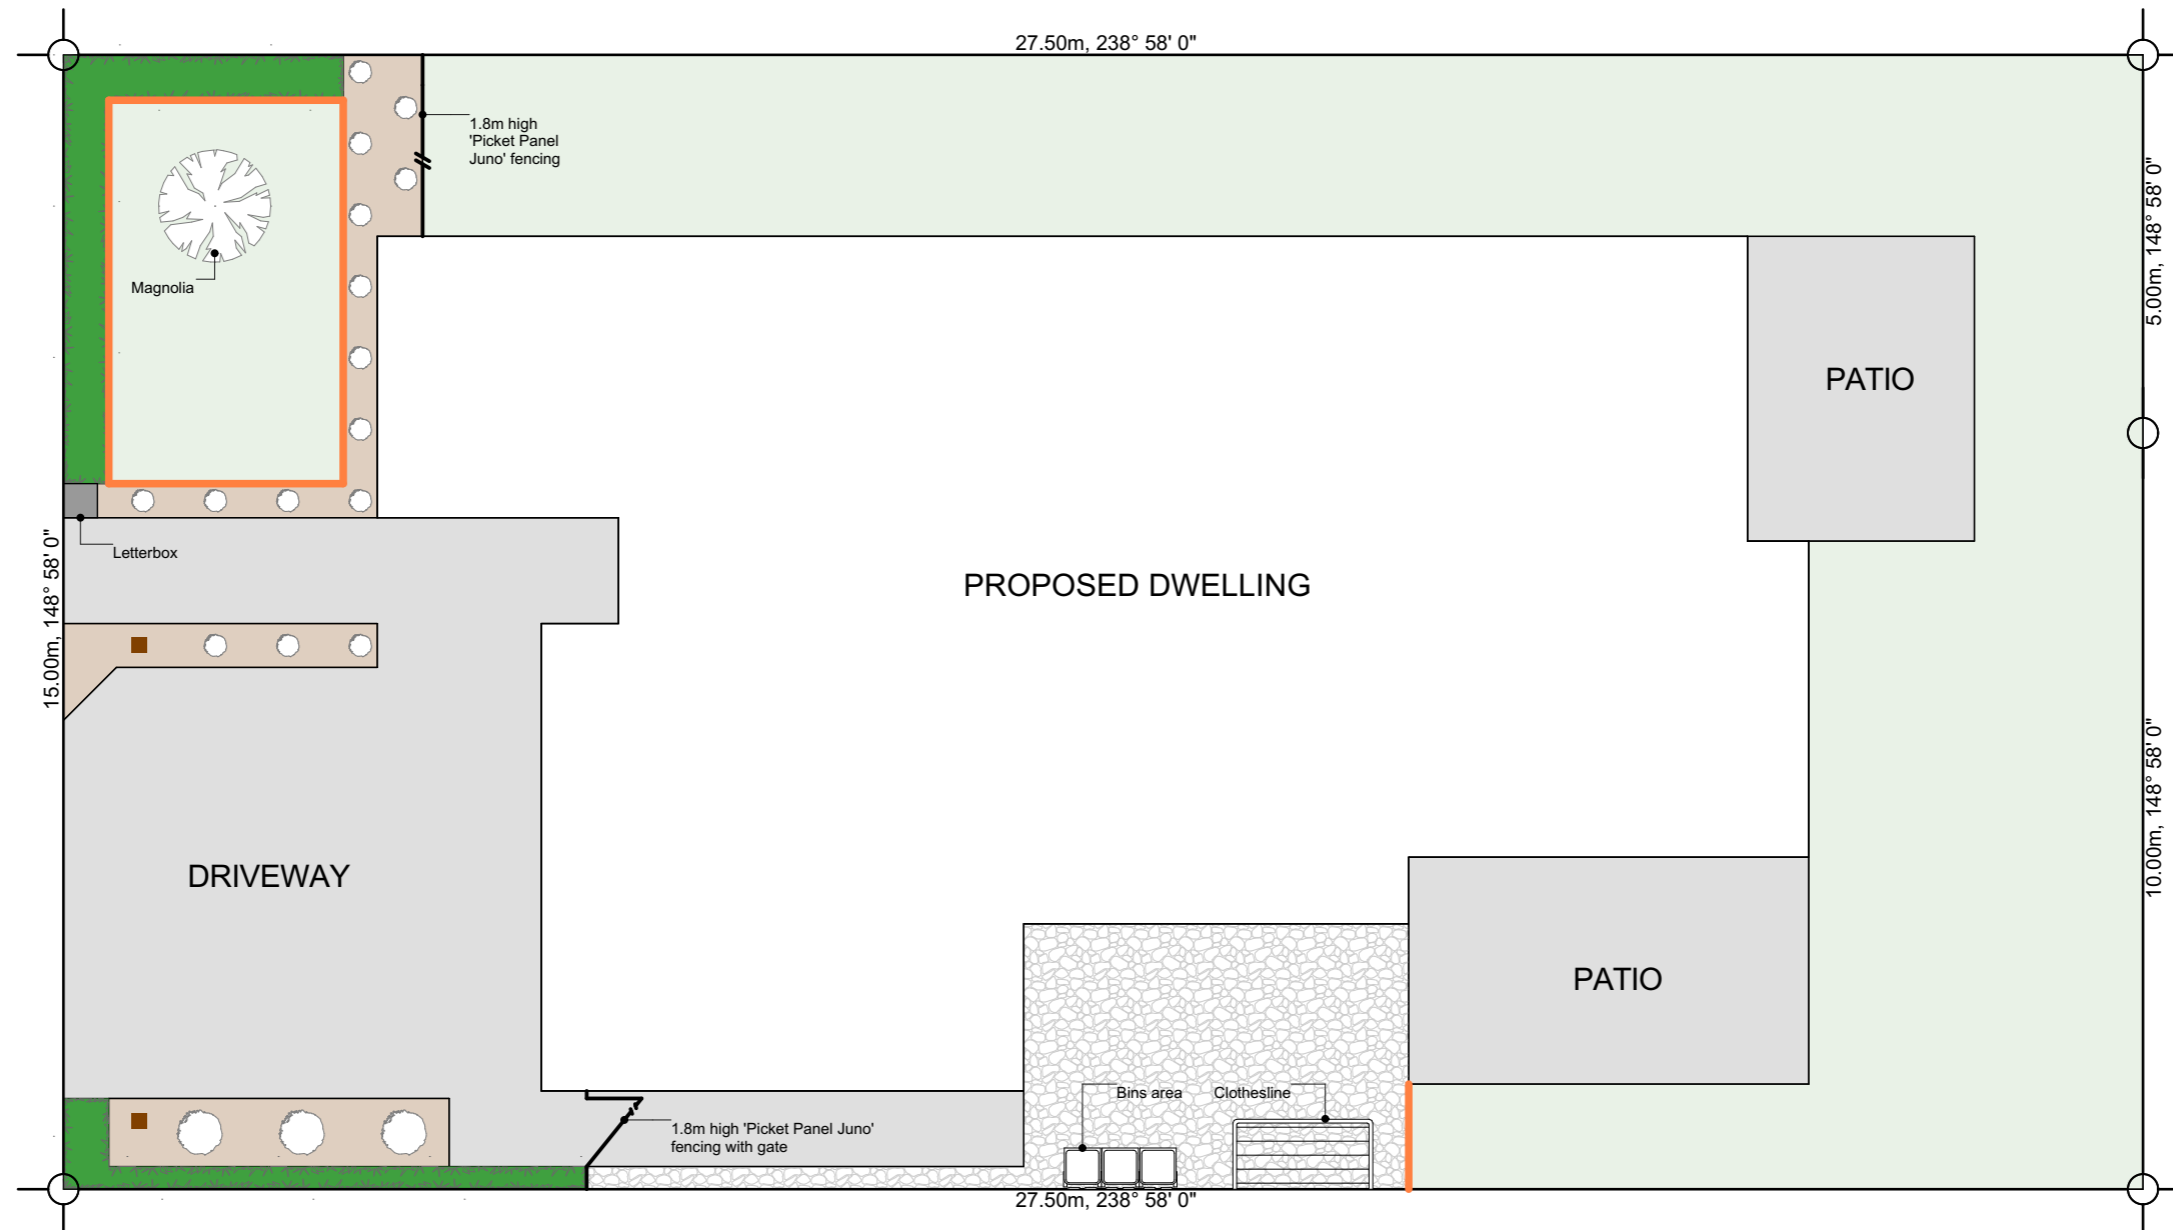 27.50m, 238° 58' 0"
1.8m high
'Picket Panel
Juno' fencing
5.00m, 148° 58' 0"
Magnolia
PATIO
Letterbox
15.00m, 148° 58' 0"
PROPOSED DWELLING
DRIVEWAY
10.00m, 148° 58' 0"
PATIO
Bins area
Clothesline
1.8m high 'Picket Panel Juno'
fencing with gate
27.50m, 238° 58' 0"